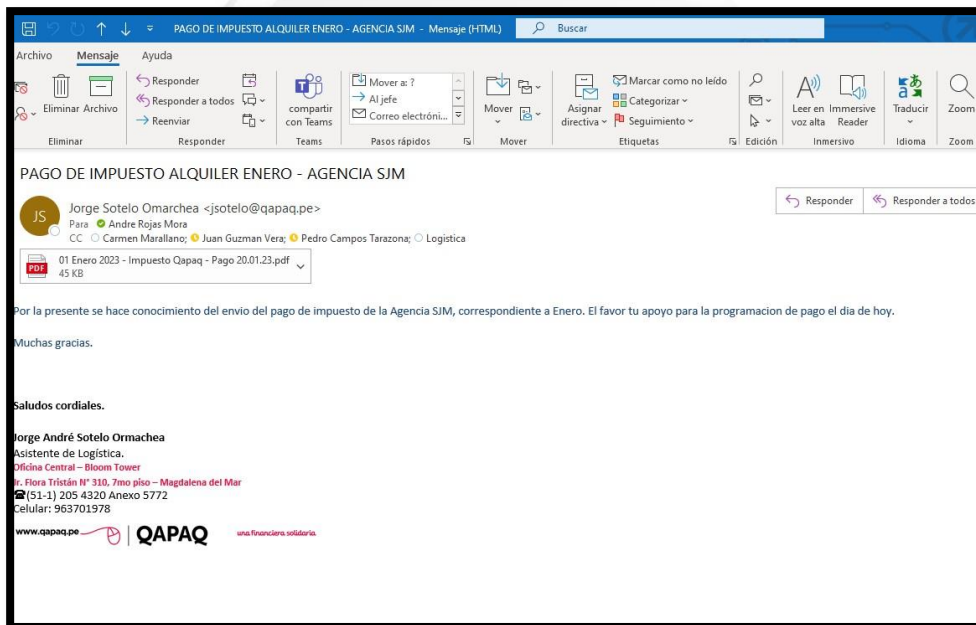 PAGO DE IMPUESTO ALQUILER ENERO - AGENCIA SJM - Mensaje (HTML)
Buscar
Archivo Mensaje Ayuda
Eliminar Archivo
Responder
Responder a todos
Reenviar
compartir con Teams
Mover a: ?
Al jefe
Correo electróni...
Mover
Asignar directiva
Marcar como no leído
Categorizar
Seguimiento
Leer en voz alta
Immersive Reader
Traducir
Zoom
Eliminar Responder Teams Pasos rápidos Mover Etiquetas Edición Inmersivo Idioma Zoom
PAGO DE IMPUESTO ALQUILER ENERO - AGENCIA SJM
JS
Jorge Sotelo Omarchea <jsotelo@qapaq.pe>
Responder Responder a todos
Para Andre Rojas Mora
CC Carmen Marallano; Juan Guzman Vera; Pedro Campos Tarazona; Logistica
PDF
01 Enero 2023 - Impuesto Qapaq - Pago 20.01.23.pdf
45 KB
Por la presente se hace conocimiento del envio del pago de impuesto de la Agencia SJM, correspondiente a Enero. El favor tu apoyo para la programacion de pago el dia de hoy.
Muchas gracias.
Saludos cordiales.
Jorge André Sotelo Ormachea
Asistente de Logística.
Oficina Central – Bloom Tower
Jr. Flora Tristán N° 310, 7mo piso – Magdalena del Mar
(51-1) 205 4320 Anexo 5772
Celular: 963701978
www.qapaq.pe QAPAQ una financiera solidaria